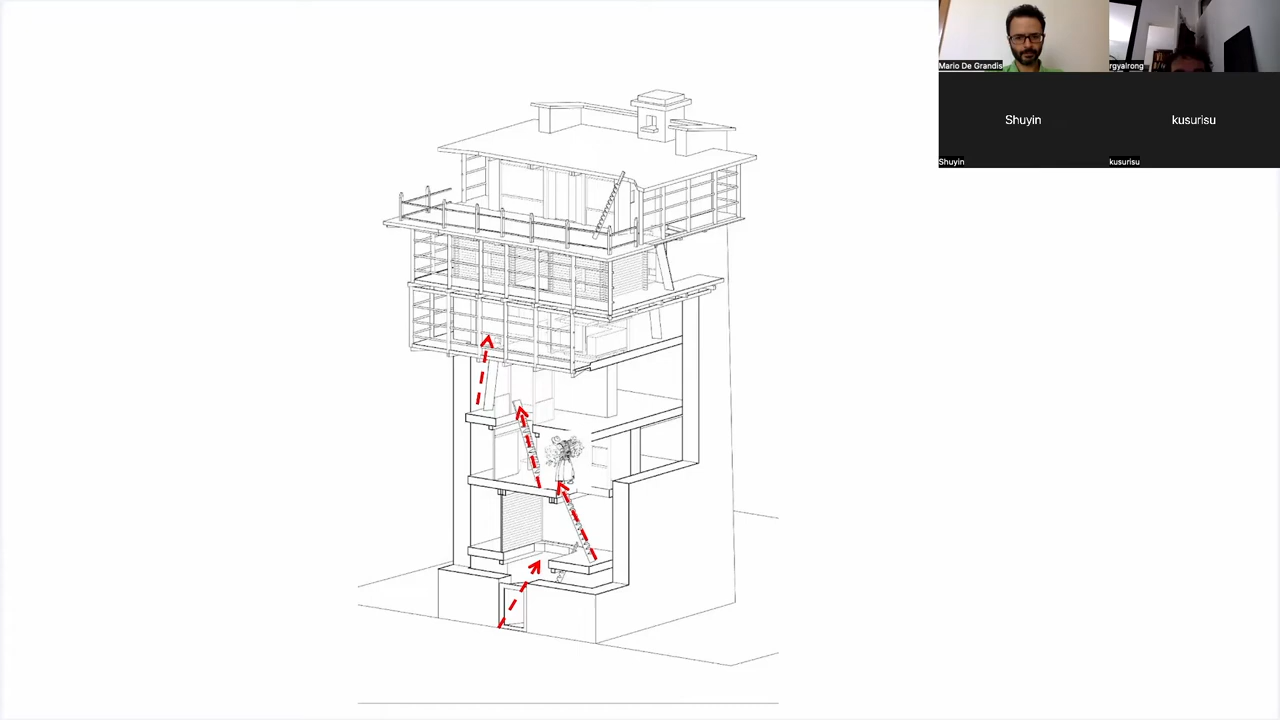 Mario De Grandis
rgyalrong
Shuyin
kusurisu
Shuyin
kusurisu